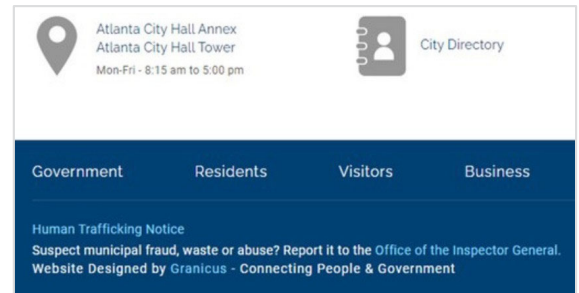 Atlanta City Hall Annex
Atlanta City Hall Tower
Mon-Fri - 8:15 am to 5:00 pm
City Directory
Government Residents Visitors Business
Human Trafficking Notice
Suspect municipal fraud, waste or abuse? Report it to the Office of the Inspector General.
Website Designed by Granicus - Connecting People & Government